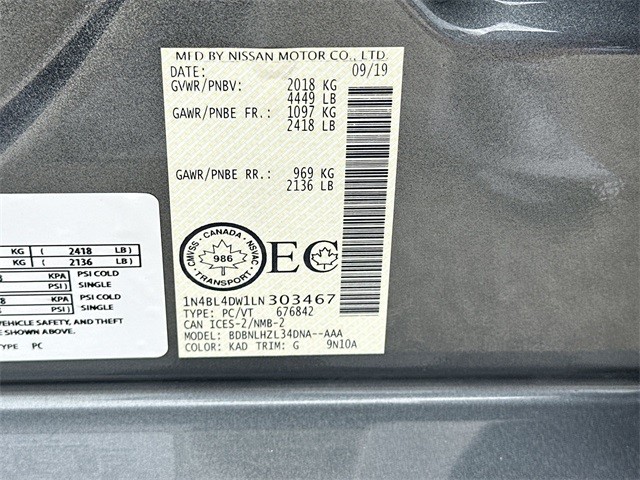 MFD BY NISSAN MOTOR CO., LTD.
DATE: 09/19
GVWR/PNBV: 2018 KG
4449 LB
GAWR/PNBE FR.: 1097 KG
2418 LB
GAWR/PNBE RR.: 969 KG
2136 LB
CMVSS • CANADA • NSVAC
986
TRANSPORT
EC
1N4BL4DW1LN303467
TYPE: PC/VT 676842
CAN ICES-2/NMB-2
MODEL: BDBNLHZL34DNA--AAA
COLOR: KAD TRIM: G 9N10A
KG ( 2418 LB)
KG ( 2136 LB)
KPA PSI COLD
PSI) SINGLE
KPA PSI COLD
PSI) SINGLE
VEHICLE SAFETY, AND THEFT
SHOWN ABOVE.
TYPE PC